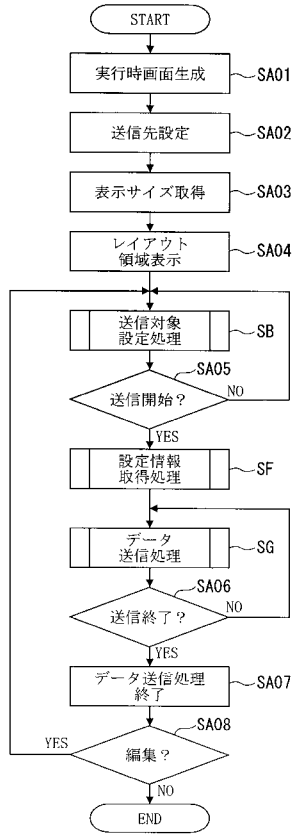 START
実行時画面生成
SA01
送信先設定
SA02
表示サイズ取得
SA03
レイアウト
領域表示
SA04
送信対象
設定処理
SB
SA05
送信開始?
NO
YES
設定情報
取得処理
SF
データ
送信処理
SG
SA06
送信終了?
NO
YES
データ送信処理
終了
SA07
SA08
YES
編集?
NO
END